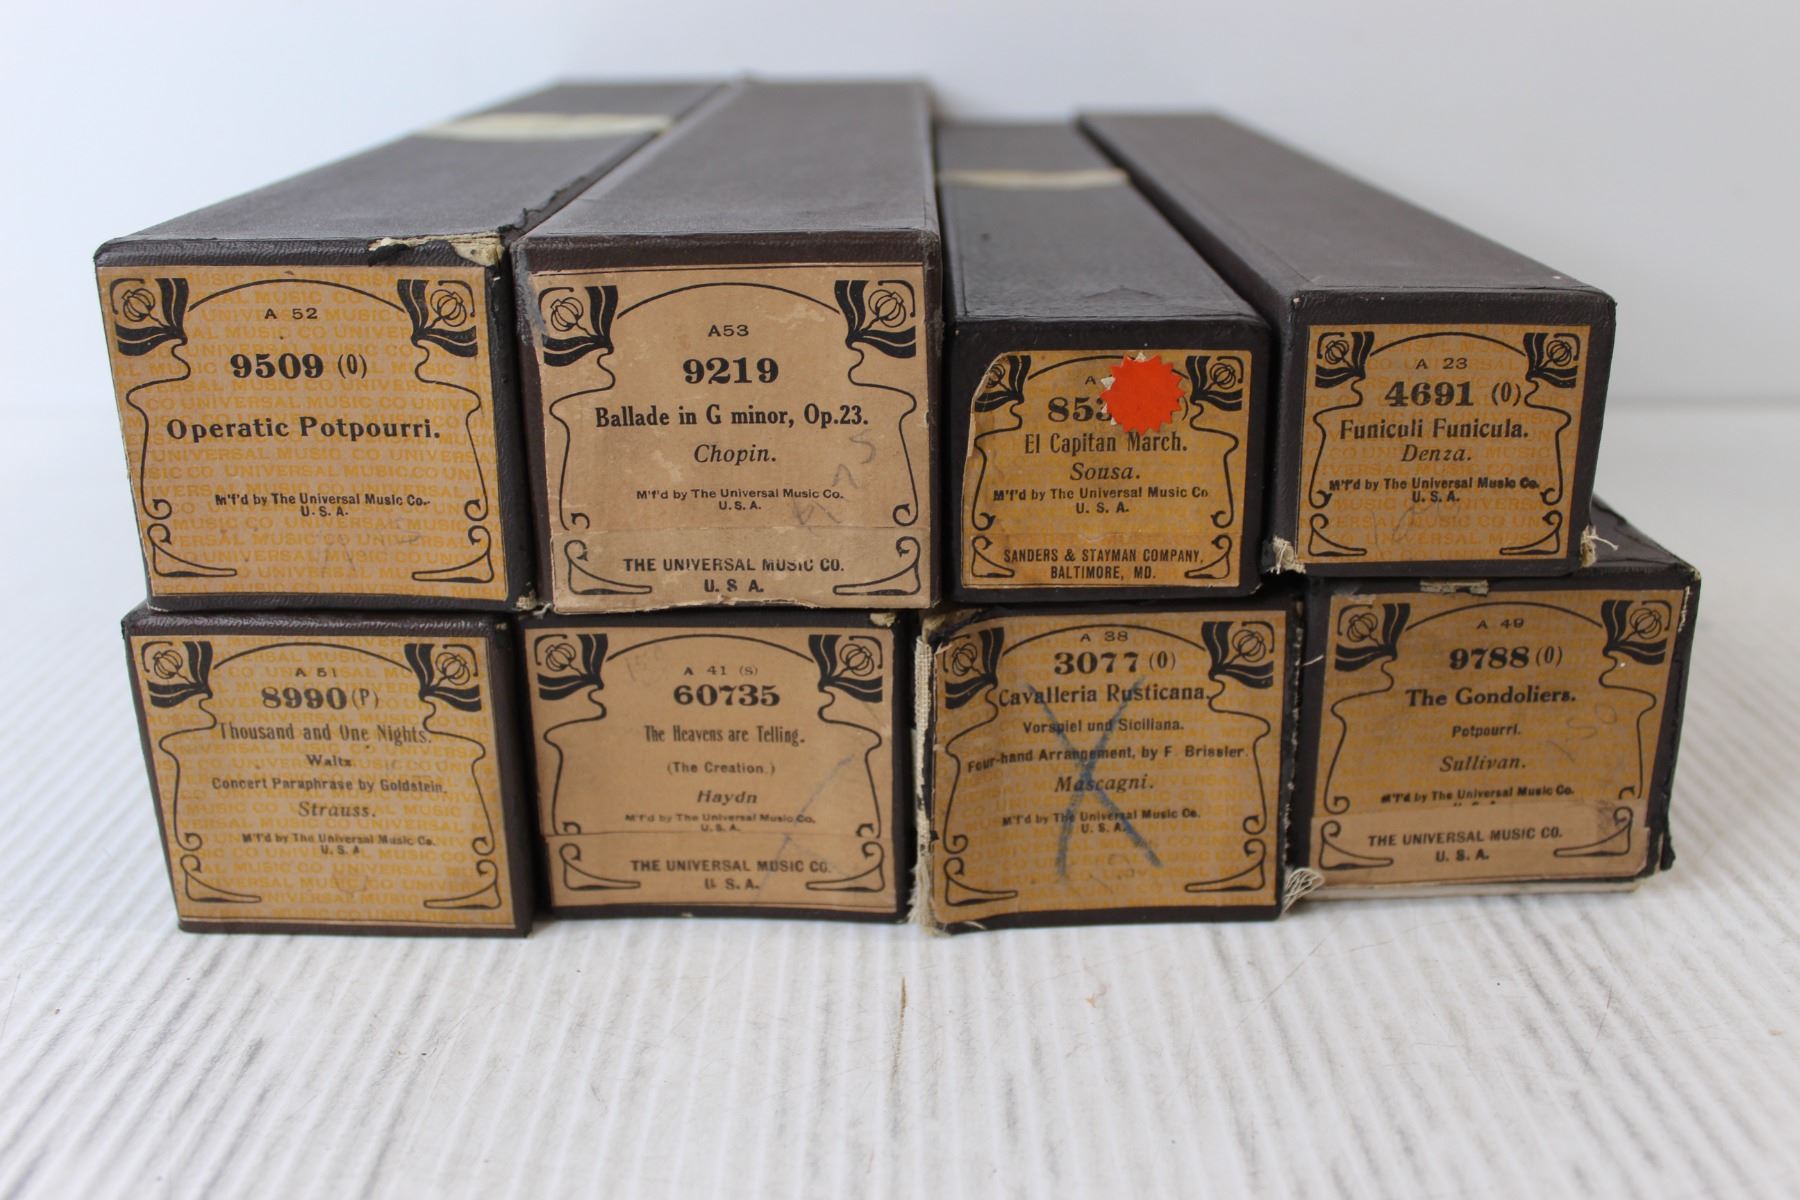 A 52
9509 (O)
Operatic Potpourri.
M'f'd by The Universal Music Co.
U. S. A.
A53
9219
Ballade in G minor, Op.23.
Chopin.
M'f'd by The Universal Music Co.
U. S. A.
THE UNIVERSAL MUSIC CO.
U. S. A.
A
853
El Capitan March.
Sousa.
M'f'd by The Universal Music Co
U. S. A.
SANDERS & STAYMAN COMPANY,
BALTIMORE, MD.
A 23
4691 (O)
Funiculi Funicula.
Denza.
M'f'd by The Universal Music Co.
U. S. A.
A 51
8990 (P)
Thousand and One Nights.
Waltz
Concert Paraphrase by Goldstein.
Strauss.
M'f'd by The Universal Music Co.
U. S. A
A 41 (s)
60735
The Heavens are Telling.
(The Creation.)
Haydn
M'f'd by The Universal Music Co.
U. S. A.
THE UNIVERSAL MUSIC CO.
U. S. A.
A 38
3077 (O)
Cavalleria Rusticana.
Vorspiel und Siciliana.
Four-hand Arrangement, by F. Brissler.
Mascagni.
M'f'd by The Universal Music Co.
U. S. A.
A 49
9788 (O)
The Gondoliers.
Potpourri.
Sullivan.
M'f'd by The Universal Music Co.
THE UNIVERSAL MUSIC CO.
U. S. A.